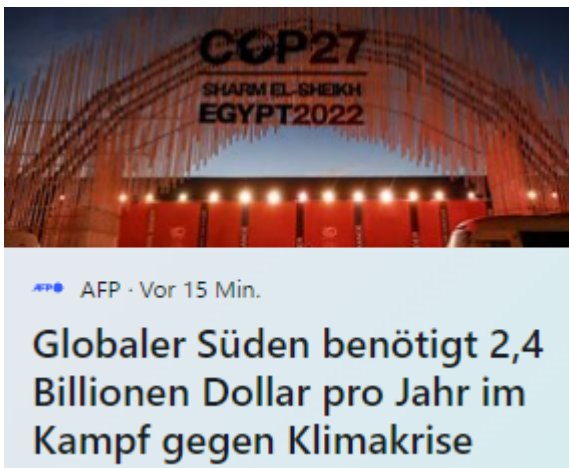 COP27
SHARM EL-SHEIKH
EGYPT2022
AFP AFP · Vor 15 Min.
Globaler Süden benötigt 2,4
Billionen Dollar pro Jahr im
Kampf gegen Klimakrise